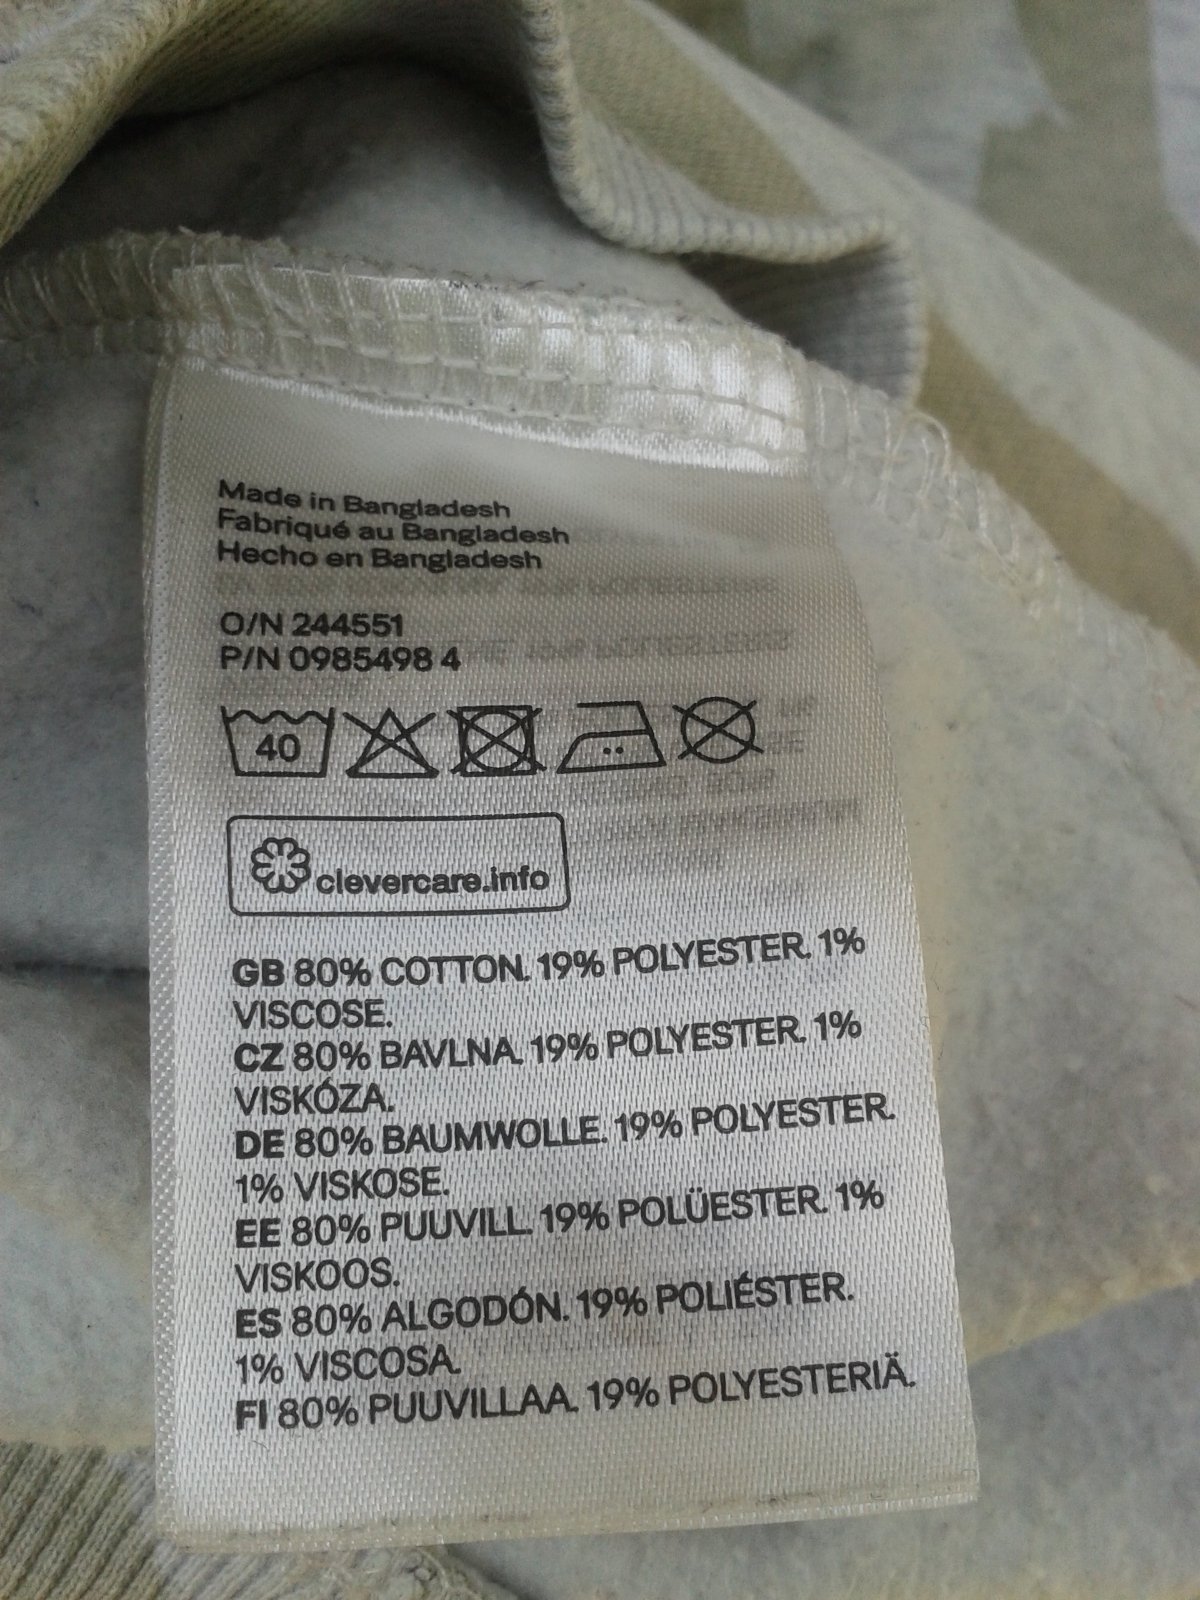 Made in Bangladesh
Fabriqué au Bangladesh
Hecho en Bangladesh
O/N 244551
P/N 0985498 4
40
clevercare.info
GB 80% COTTON. 19% POLYESTER. 1%
VISCOSE.
CZ 80% BAVLNA. 19% POLYESTER. 1%
VISKÓZA.
DE 80% BAUMWOLLE. 19% POLYESTER.
1% VISKOSE.
EE 80% PUUVILL. 19% POLÜESTER. 1%
VISKOOS.
ES 80% ALGODÓN. 19% POLIÉSTER.
1% VISCOSA.
FI 80% PUUVILLAA. 19% POLYESTERIÄ.